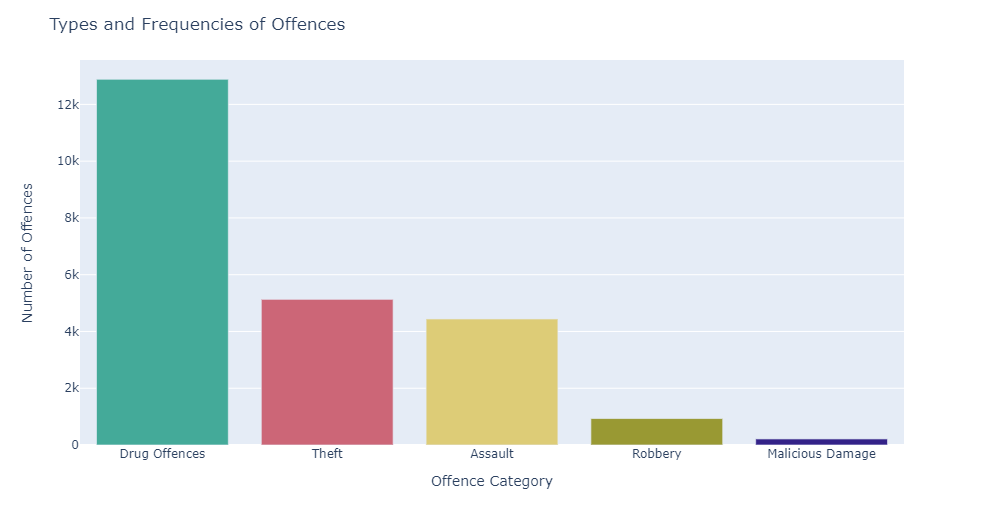 Types and Frequencies of Offences
Number of Offences
12k
10k
8k
6k
4k
2k
0
Drug Offences Theft Assault Robbery Malicious Damage
Offence Category